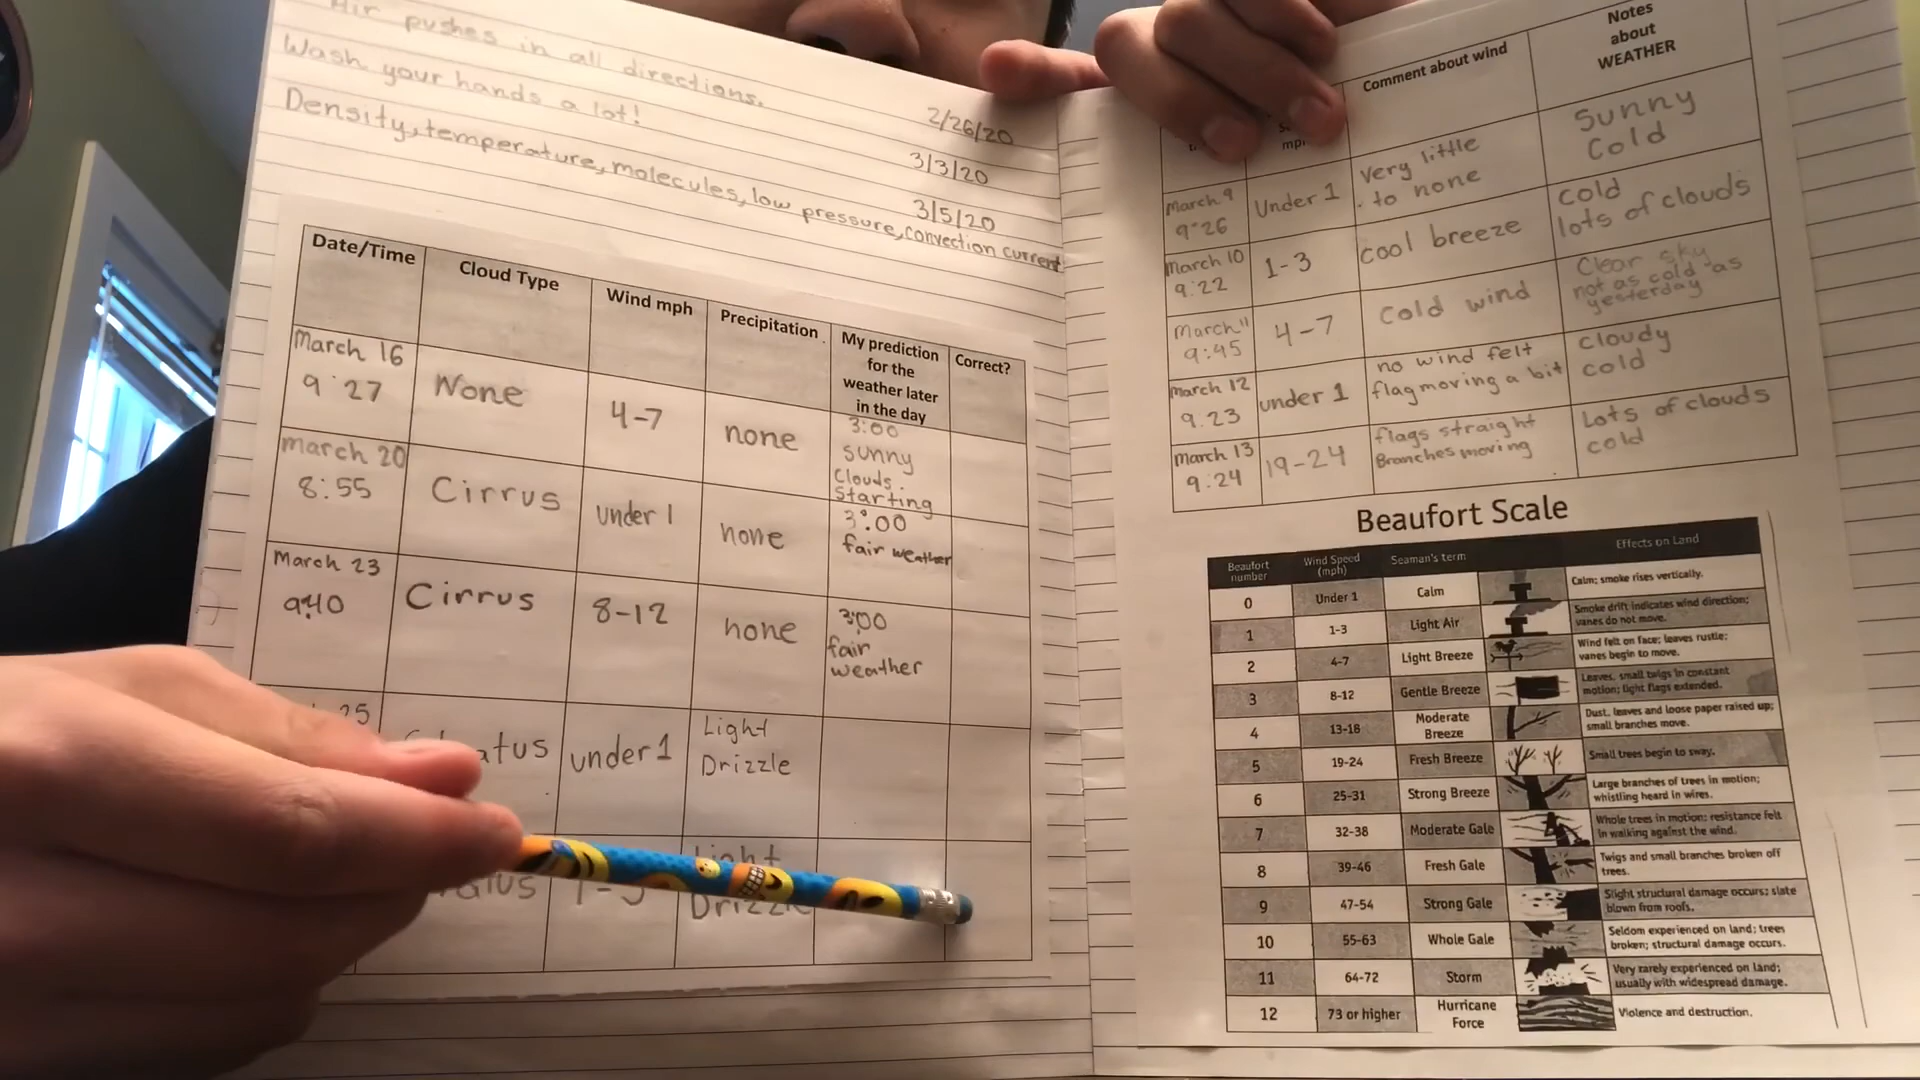 Air pushes in all directions.
2/26/20
Wash your hands a lot!
3/3/20
Density, temperature, molecules, low pressure, convection current
3/5/20
Date/Time Cloud Type Wind mph Precipitation My prediction for the weather later in the day Correct?
March 16 9:27 None 4-7 none 3:00 sunny Clouds starting
March 20 8:55 Cirrus under 1 none 3:00 fair weather
March 23 9:40 Cirrus 8-12 none 3:00 fair weather
25 under 1 Light Drizzle
Light Drizzle
mph Comment about wind Notes about WEATHER
March 9 9:26 Under 1 very little to none Sunny Cold
March 10 9:22 1-3 cool breeze cold lots of clouds
March 11 9:45 4-7 Cold wind Clear sky not as cold as yesterday
March 12 9:23 under 1 no wind felt flag moving a bit cloudy cold
March 13 9:24 19-24 flags straight Branches moving Lots of clouds cold
Beaufort Scale
Beaufort number Wind Speed (mph) Seaman's term Effects on Land
0 Under 1 Calm Calm; smoke rises vertically.
1 1-3 Light Air Smoke drift indicates wind direction; vanes do not move.
2 4-7 Light Breeze Wind felt on face; leaves rustle; vanes begin to move.
3 8-12 Gentle Breeze Leaves, small twigs in constant motion; light flags extended.
4 13-18 Moderate Breeze Dust, leaves and loose paper raised up; small branches move.
5 19-24 Fresh Breeze Small trees begin to sway.
6 25-31 Strong Breeze Large branches of trees in motion; whistling heard in wires.
7 32-38 Moderate Gale Whole trees in motion; resistance felt in walking against the wind.
8 39-46 Fresh Gale Twigs and small branches broken off trees.
9 47-54 Strong Gale Slight structural damage occurs; slate blown from roofs.
10 55-63 Whole Gale Seldom experienced on land; trees broken; structural damage occurs.
11 64-72 Storm Very rarely experienced on land; usually with widespread damage.
12 73 or higher Hurricane Force Violence and destruction.